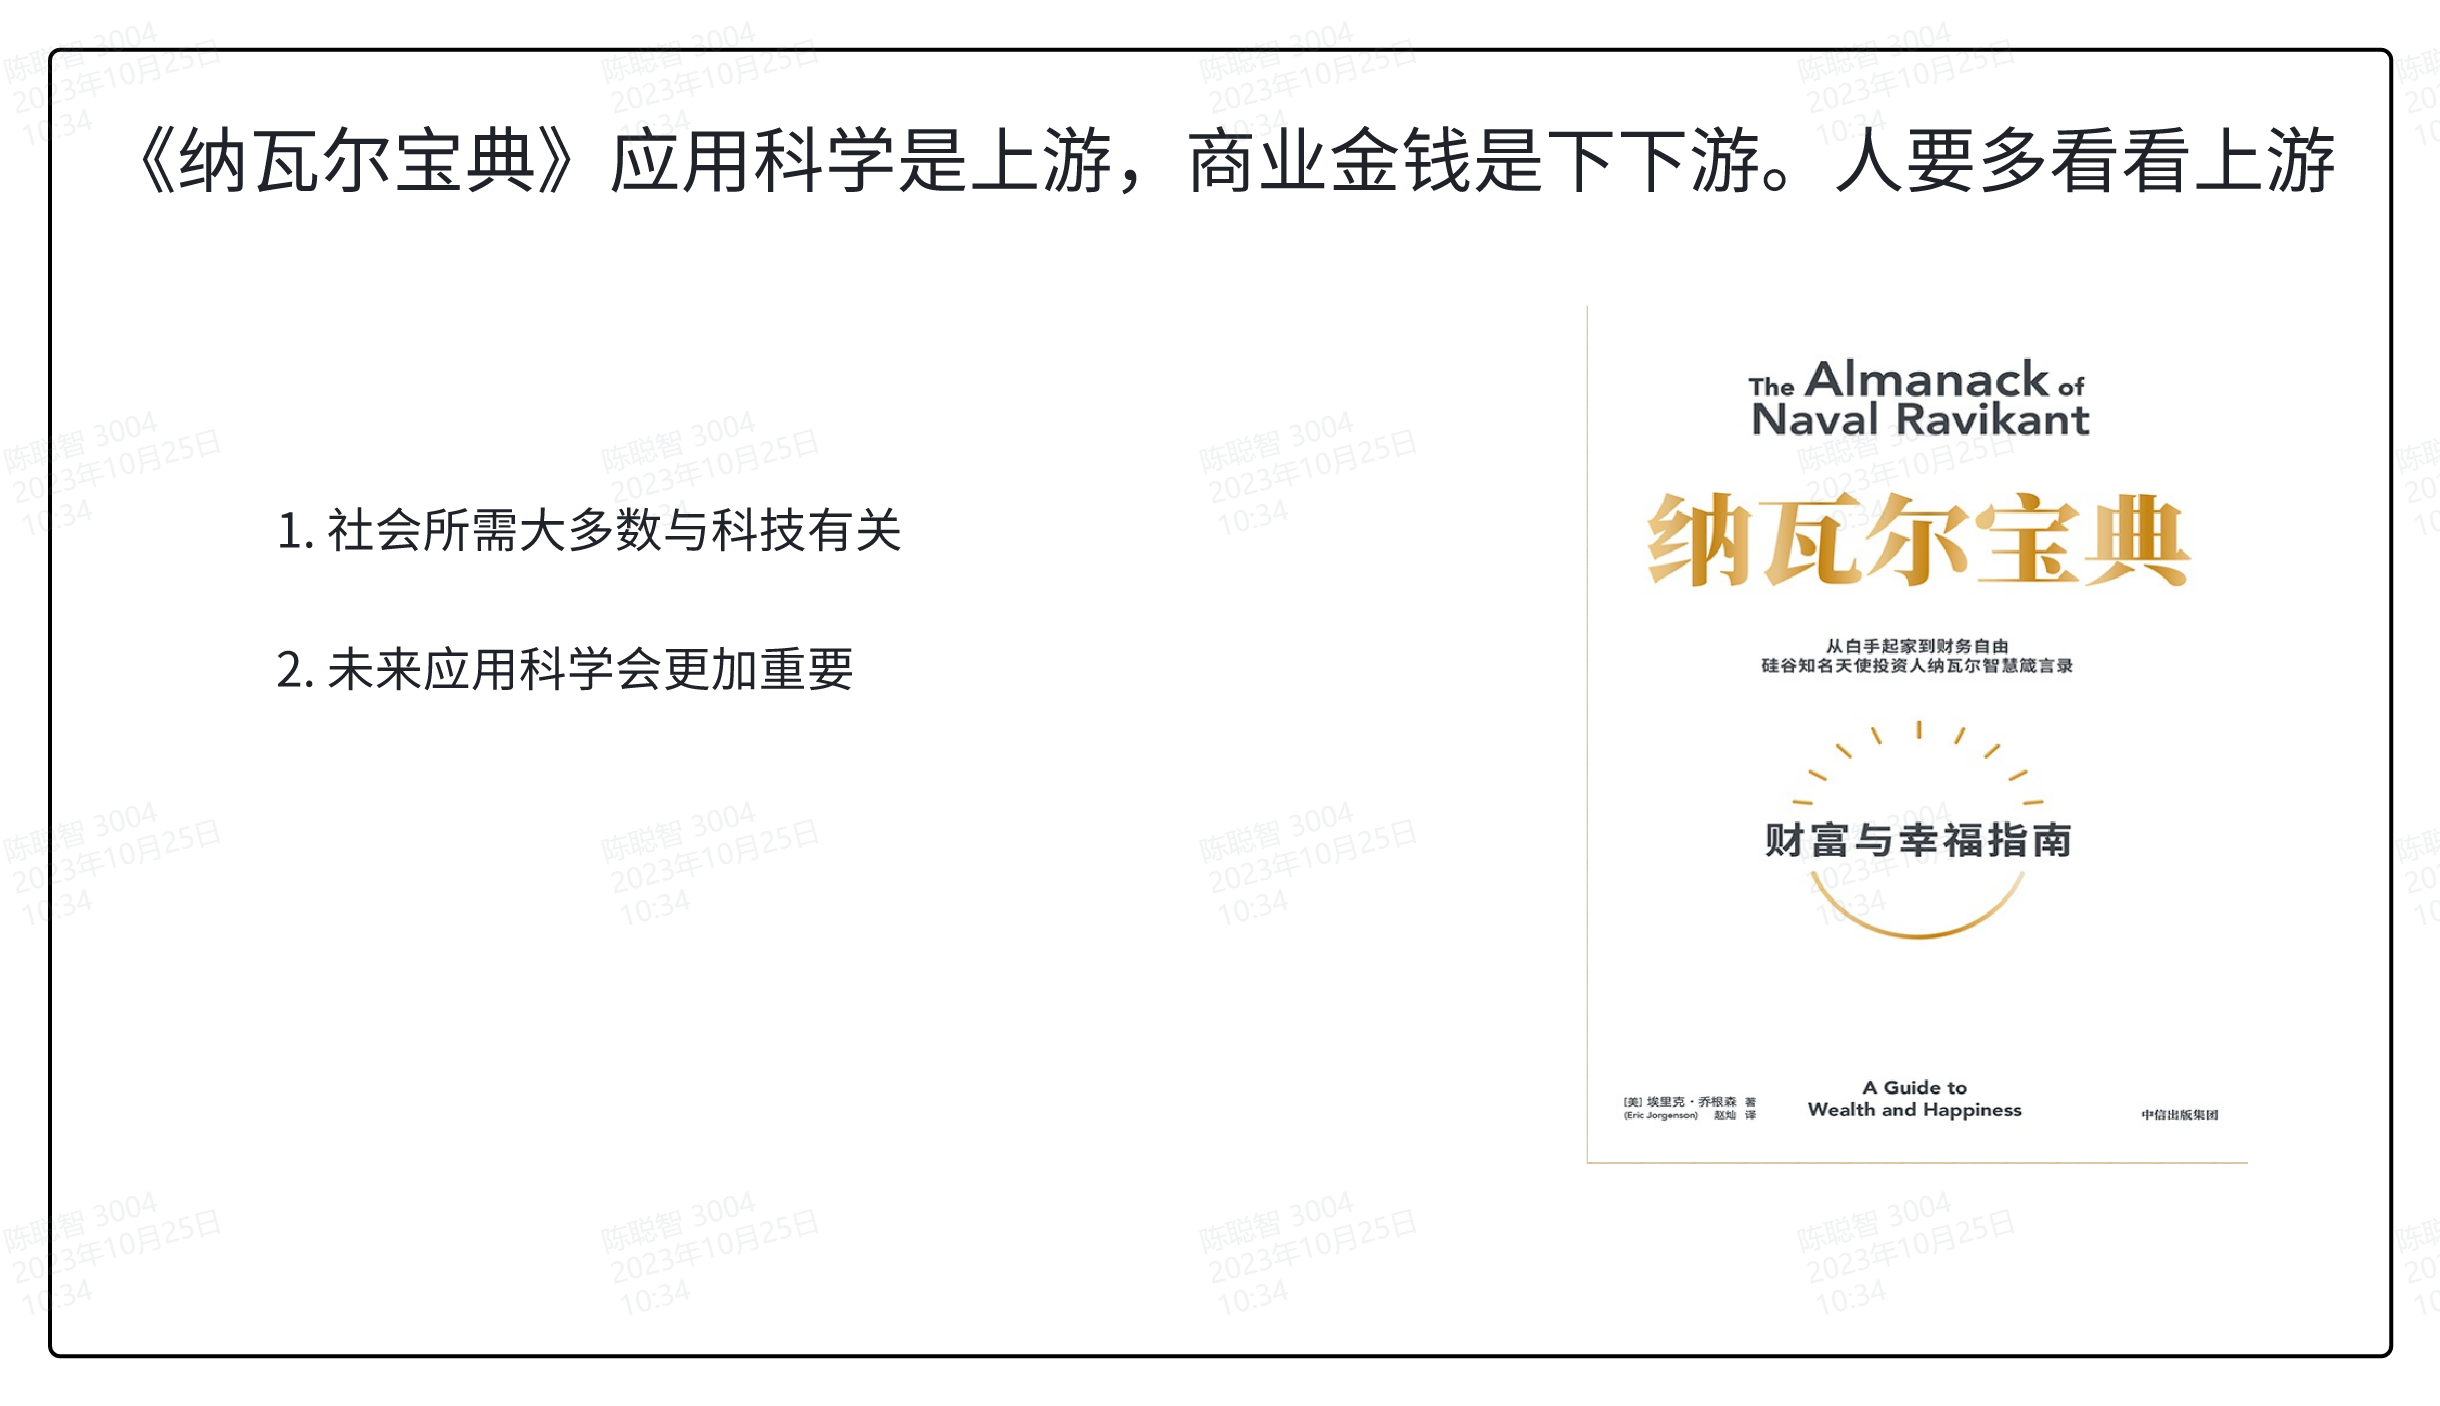 《纳瓦尔宝典》应用科学是上游，商业金钱是下下游。人要多看看上游
1. 社会所需大多数与科技有关
2. 未来应用科学会更加重要
The Almanack of
Naval Ravikant
纳瓦尔宝典
从白手起家到财务自由
硅谷知名天使投资人纳瓦尔智慧箴言录
财富与幸福指南
[美] 埃里克·乔根森 著
(Eric Jorgenson) 赵灿 译
A Guide to
Wealth and Happiness
中信出版集团
陈聪智 3004
2023年10月25日
10:34